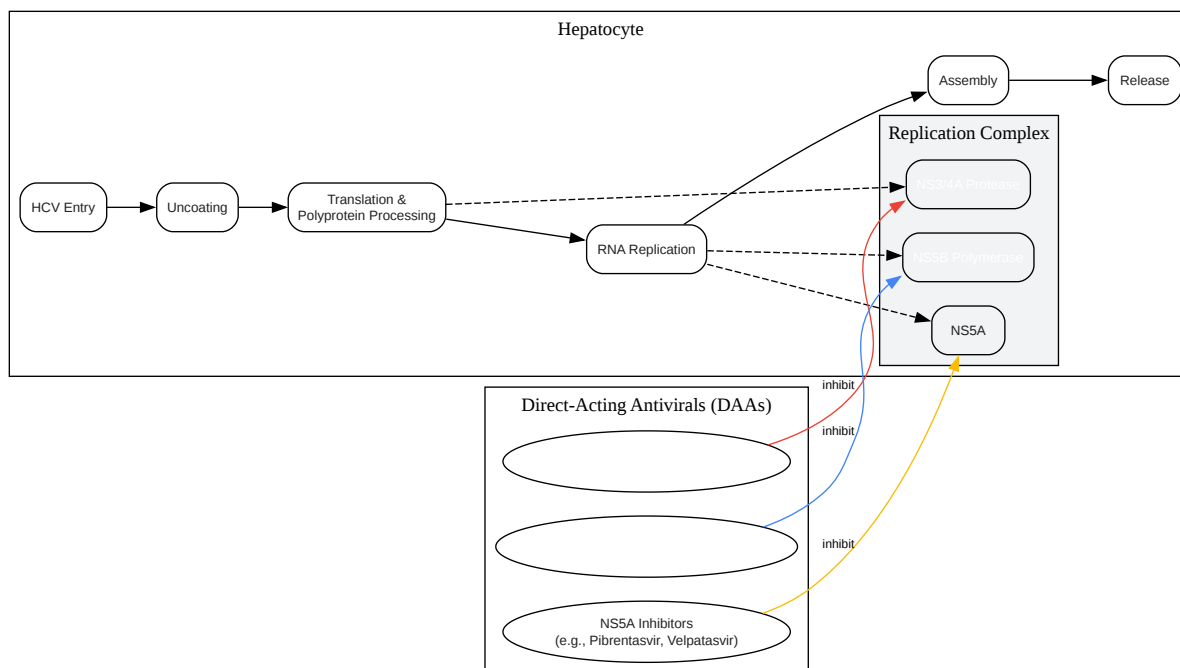 Hepatocyte
Assembly
Release
Replication Complex
NS3/4A Protease
HCV Entry
Uncoating
Translation &
Polyprotein Processing
RNA Replication
NS5B Polymerase
NS5A
inhibit
Direct-Acting Antivirals (DAAs)
inhibit
inhibit
NS5A Inhibitors
(e.g., Pibrentasvir, Velpatasvir)